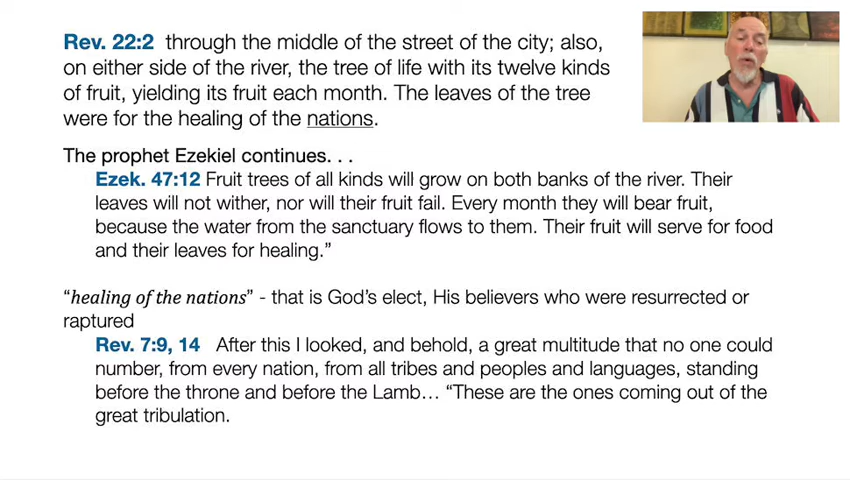 Rev. 22:2 through the middle of the street of the city; also,
on either side of the river, the tree of life with its twelve kinds
of fruit, yielding its fruit each month. The leaves of the tree
were for the healing of the nations.
The prophet Ezekiel continues. . .
Ezek. 47:12 Fruit trees of all kinds will grow on both banks of the river. Their
leaves will not wither, nor will their fruit fail. Every month they will bear fruit,
because the water from the sanctuary flows to them. Their fruit will serve for food
and their leaves for healing.”
“healing of the nations” - that is God’s elect, His believers who were resurrected or
raptured
Rev. 7:9, 14 After this I looked, and behold, a great multitude that no one could
number, from every nation, from all tribes and peoples and languages, standing
before the throne and before the Lamb… “These are the ones coming out of the
great tribulation.